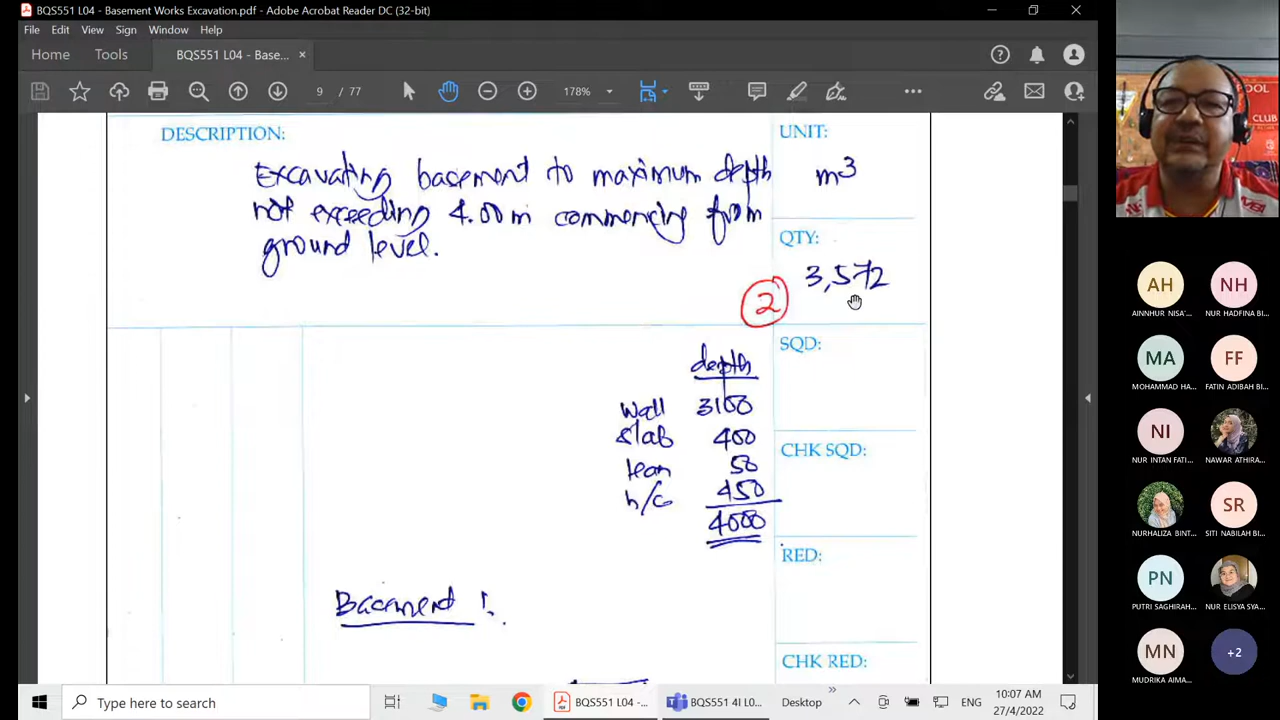 BQS551 L04 - Basement Works Excavation.pdf - Adobe Acrobat Reader DC (32-bit)
File Edit View Sign Window Help
Home Tools BQS551 L04 - Base... ×
9 / 77 178%
DESCRIPTION:
Excavating basement to maximum depth
not exceeding 4.00m commencing from
ground level.
UNIT:
m3
QTY:
3,572
2
SQD:
CHK SQD:
RED:
CHK RED:
depth
Wall 3100
slab 400
lean 50
h/c 450
4000
Basement :
POOL
CLUB
AH
AINNHUR NISA'...
NH
NUR HADFINA BI...
MA
MOHAMMAD HA...
FF
FATIN ADIBAH BI...
NI
NUR INTAN FATI...
NAWAR ATHIRA...
NURHALIZA BINT...
SR
SITI NABILAH BI...
PN
PUTRI SAGHIRAH...
NUR ELISYA SYA...
MN
MUDRIKA AIMA...
+2
Type here to search
BQS551 L04 -...
BQS551 4I L0...
Desktop
ENG
10:07 AM
27/4/2022